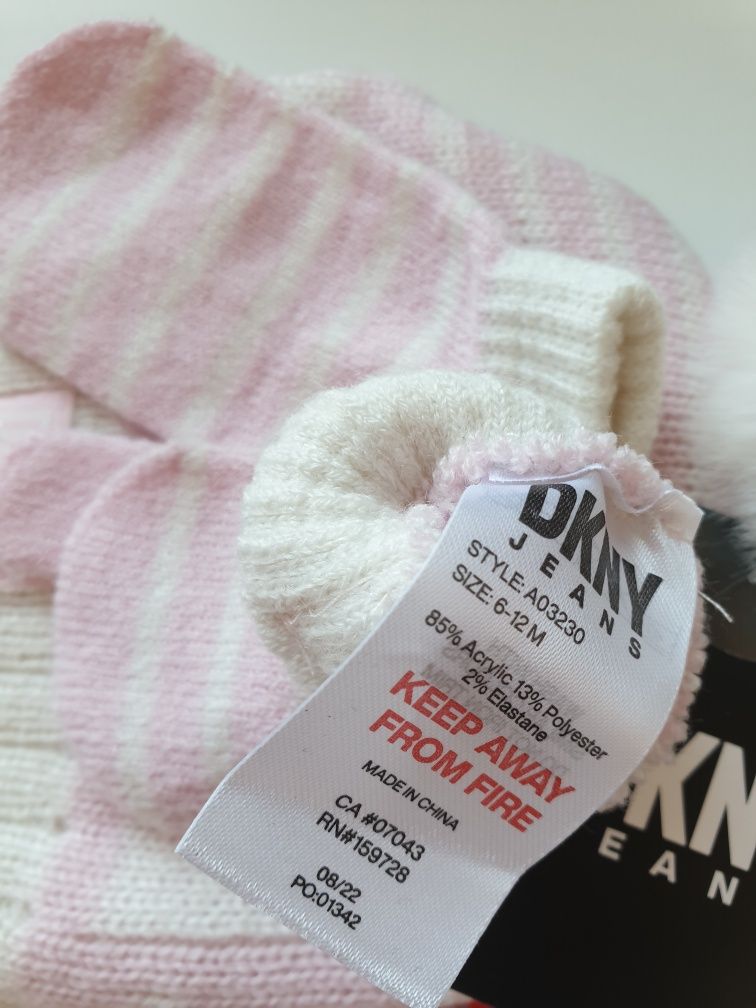 DKNY
JEANS
STYLE: A03230
SIZE: 6-12 M
85% Acrylic 13% Polyester
2% Elastane
KEEP AWAY
FROM FIRE
MADE IN CHINA
CA #07043
RN#159728
08/22
PO:01342
KN
EAN